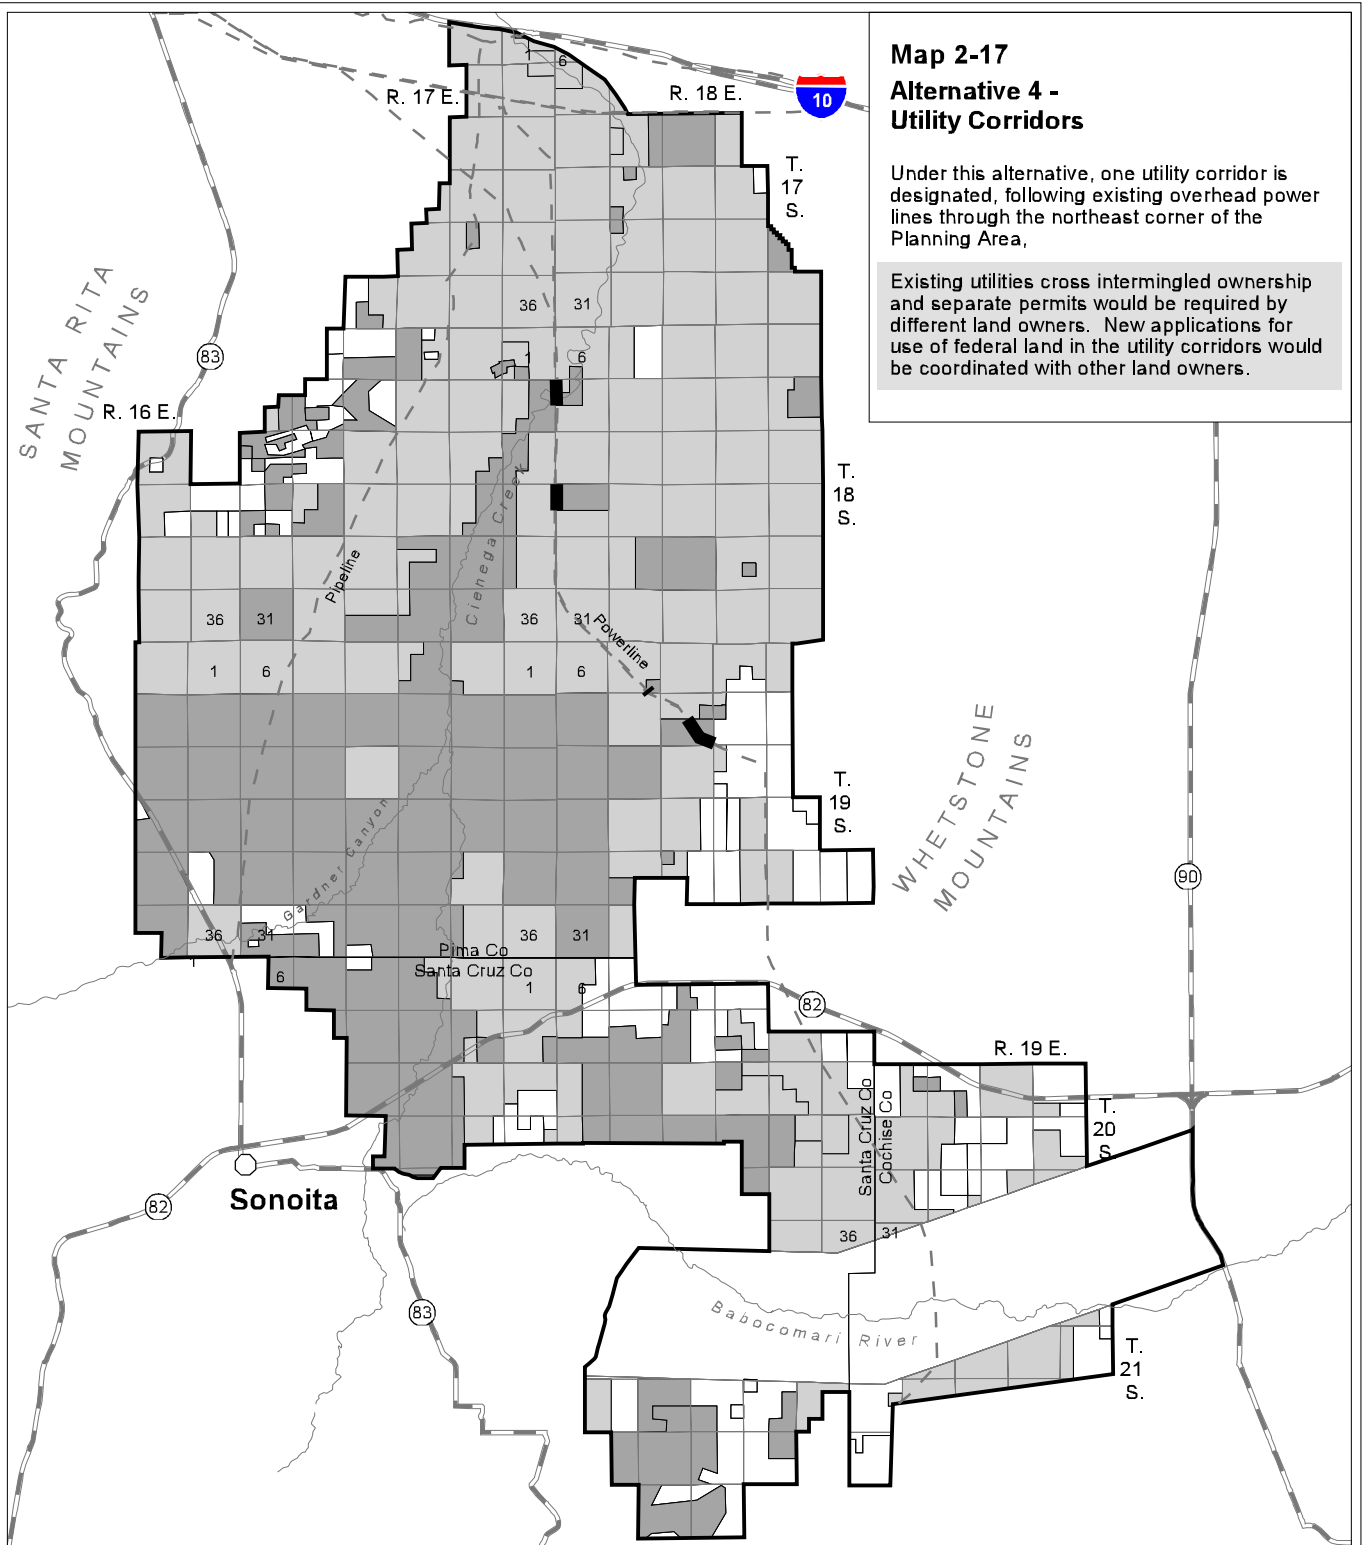 Map 2-17
Alternative 4 -
Utility Corridors
Under this alternative, one utility corridor is
designated, following existing overhead power
lines through the northeast corner of the
Planning Area,
Existing utilities cross intermingled ownership
and separate permits would be required by
different land owners.  New applications for
use of federal land in the utility corridors would
be coordinated with other land owners.
1
6
R. 17 E.
R. 18 E.
10
T.
17
S.
SANTA RITA
MOUNTAINS
83
36
31
1
6
R. 16 E.
T.
18
S.
Cienega Creek
Pipeline
36
31
36
31
Powerline
1
6
1
6
WHETSTONE
MOUNTAINS
T.
19
S.
Gardner Canyon
90
36
31
36
31
Pima Co
Santa Cruz Co
1
6
1
6
82
R. 19 E.
Santa Cruz Co
Cochise Co
T.
20
S.
Sonoita
82
36
31
83
Babocomari River
T.
21
S.